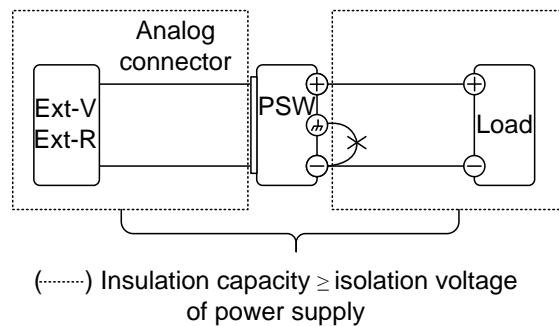 Analog
connector
Ext-V
Ext-R
PSW
+
-
+
-
Load
(........) Insulation capacity ≥ isolation voltage
of power supply